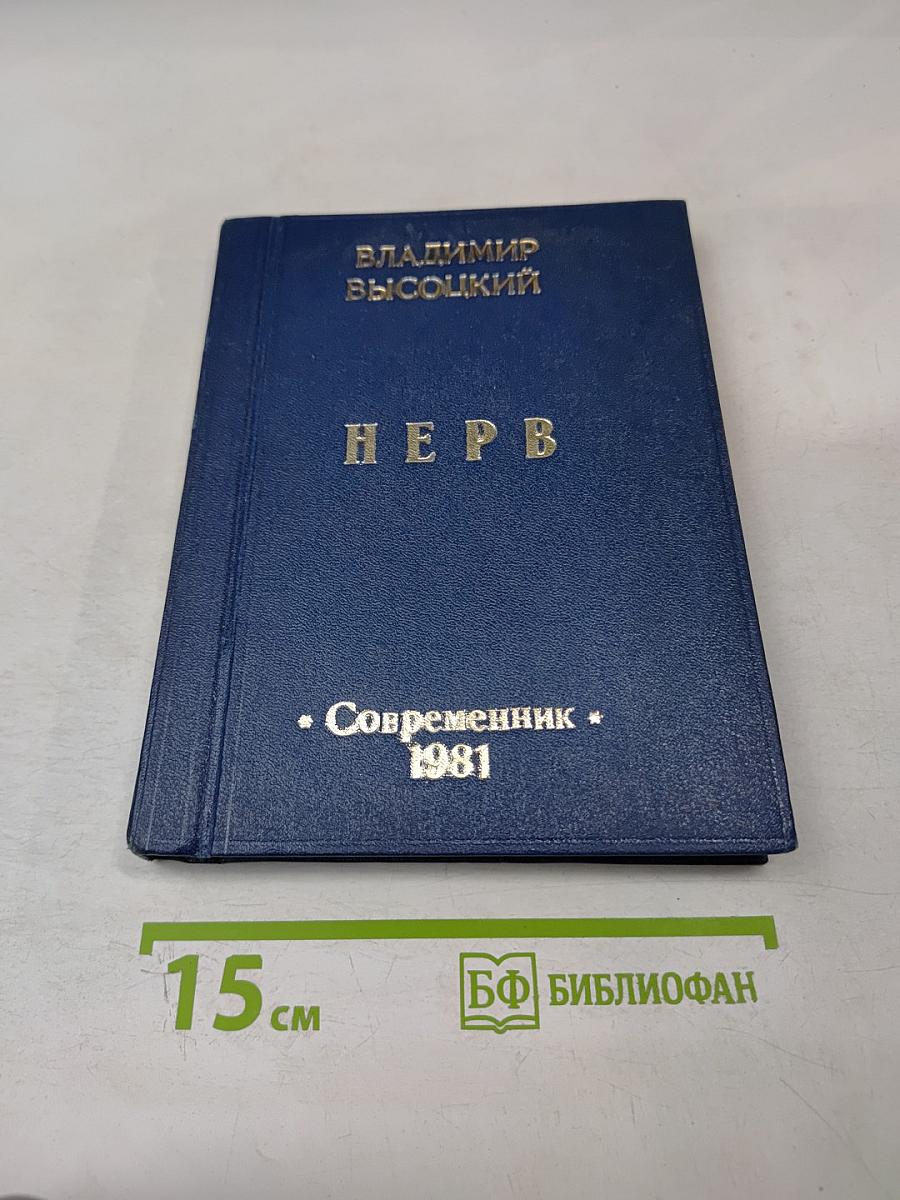 ВЛАДИМИР
ВЫСОЦКИЙ
НЕРВ
* Современник *
1981
15 см
БФ БИБЛИОФАН